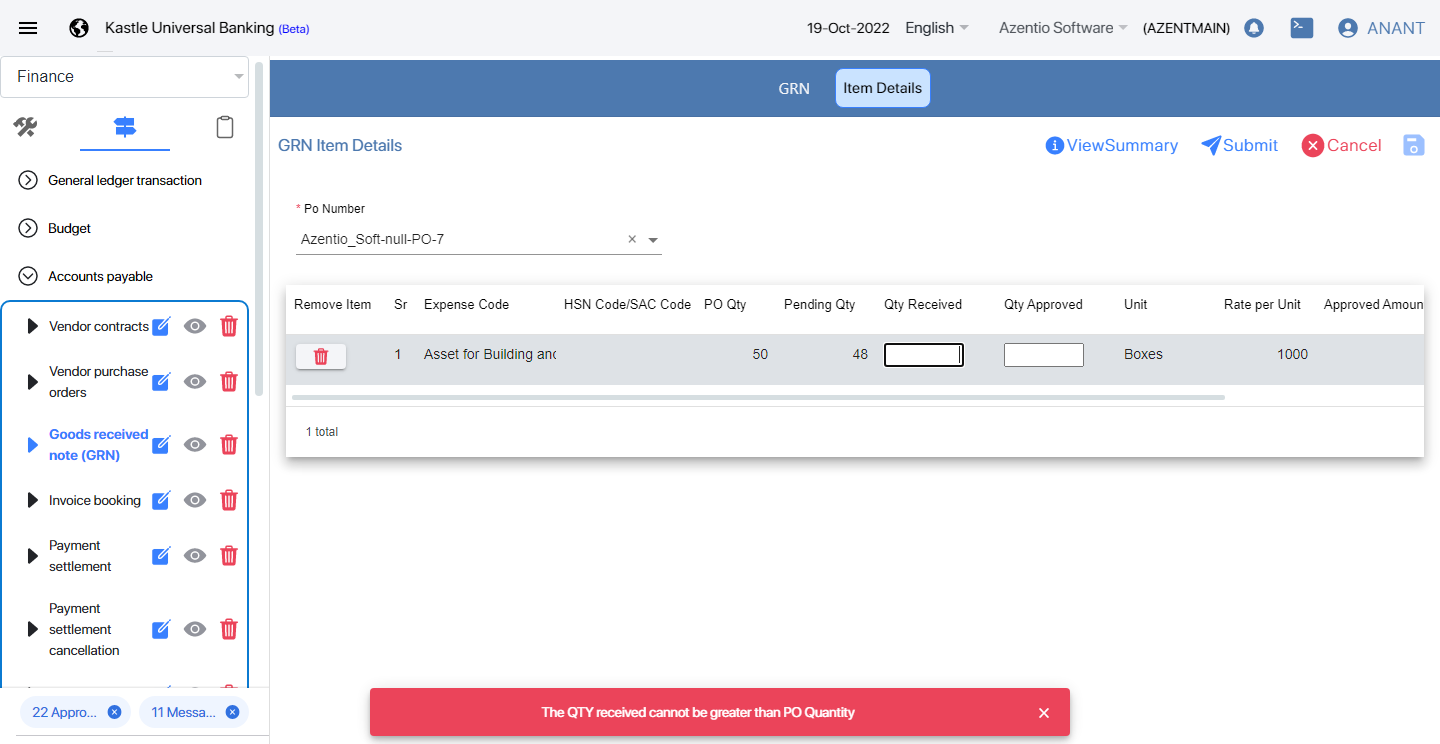 Kastle Universal Banking (Beta)
19-Oct-2022
English
Azentio Software
(AZENTMAIN)
ANANT
Finance
General ledger transaction
Budget
Accounts payable
Vendor contracts
Vendor purchase
orders
Goods received
note (GRN)
Invoice booking
Payment
settlement
Payment
settlement
cancellation
22 Appro...
11 Messa...
GRN
Item Details
GRN Item Details
ViewSummary
Submit
Cancel
* Po Number
Azentio_Soft-null-PO-7
Remove Item Sr Expense Code HSN Code/SAC Code PO Qty Pending Qty Qty Received Qty Approved Unit Rate per Unit Approved Amoun
1 Asset for Building and 50 48 Boxes 1000
1 total
The QTY received cannot be greater than PO Quantity